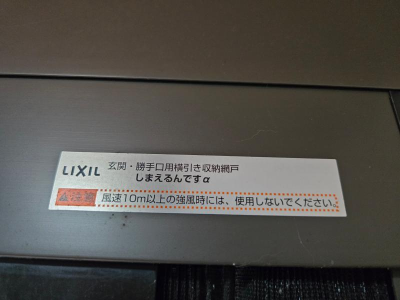 LIXIL 玄関・勝手口用横引き収納網戸
しまえるんですα
⚠注意 風速10m以上の強風時には、使用しないでください。